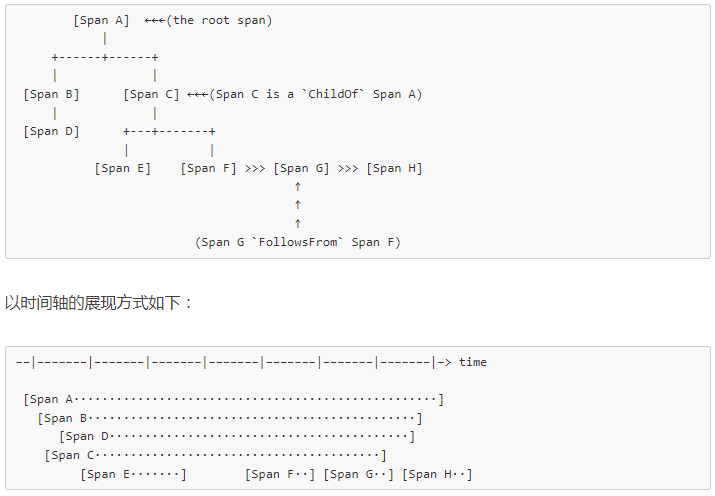 [Span A]  ←←←(the root span)
            |
     +------+------+
     |             |
 [Span B]      [Span C] ←←←(Span C is a `ChildOf` Span A)
     |             |
 [Span D]      +---+-------+
               |           |
           [Span E]    [Span F] >>> [Span G] >>> [Span H]
                                       ↑
                                       ↑
                                       ↑
                         (Span G `FollowsFrom` Span F)
以时间轴的展现方式如下：
––|–––––––|–––––––|–––––––|–––––––|–––––––|–––––––|–––––––|–> time
 [Span A···················································]
   [Span B··············································]
      [Span D··········································]
    [Span C············································]
         [Span E·······]        [Span F··] [Span G··] [Span H··]